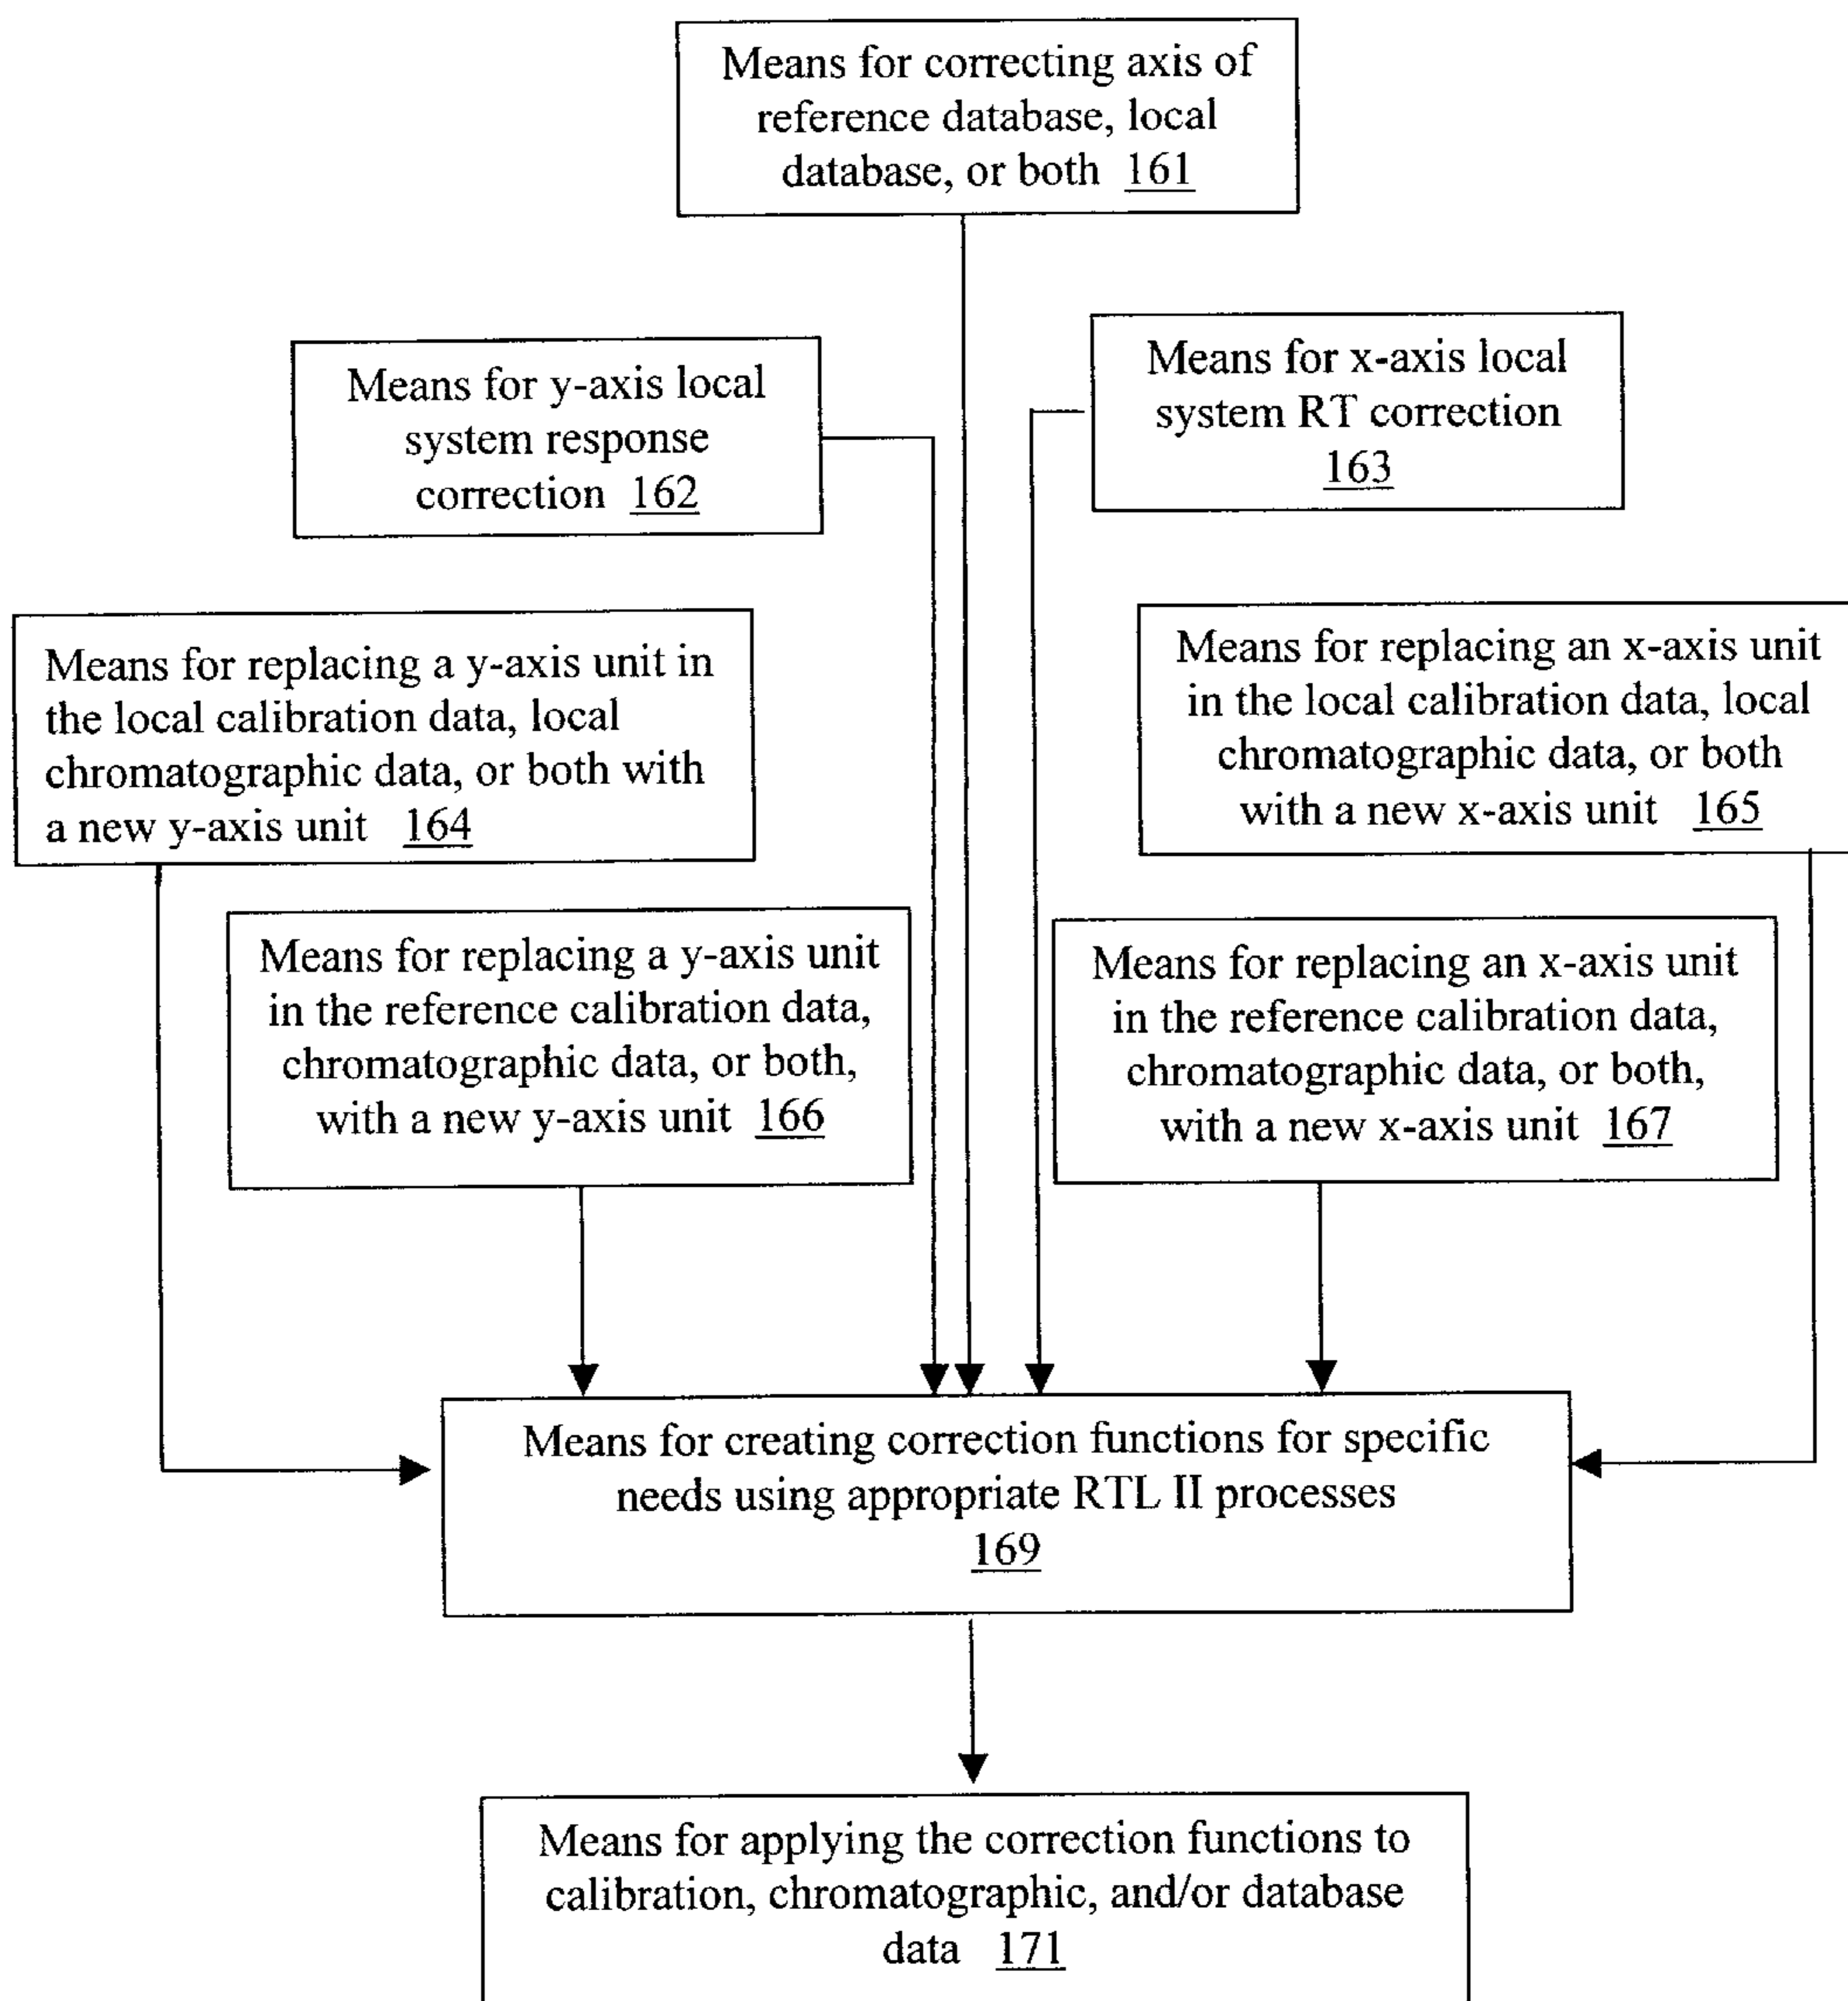 Means for correcting axis of
reference database, local
database, or both 161
Means for y-axis local
system response
correction 162
Means for x-axis local
system RT correction
163
Means for replacing a y-axis unit in
the local calibration data, local
chromatographic data, or both with
a new y-axis unit 164
Means for replacing an x-axis unit
in the local calibration data, local
chromatographic data, or both
with a new x-axis unit 165
Means for replacing a y-axis unit
in the reference calibration data,
chromatographic data, or both,
with a new y-axis unit 166
Means for replacing an x-axis unit
in the reference calibration data,
chromatographic data, or both,
with a new x-axis unit 167
Means for creating correction functions for specific
needs using appropriate RTL II processes
169
Means for applying the correction functions to
calibration, chromatographic, and/or database
data 171